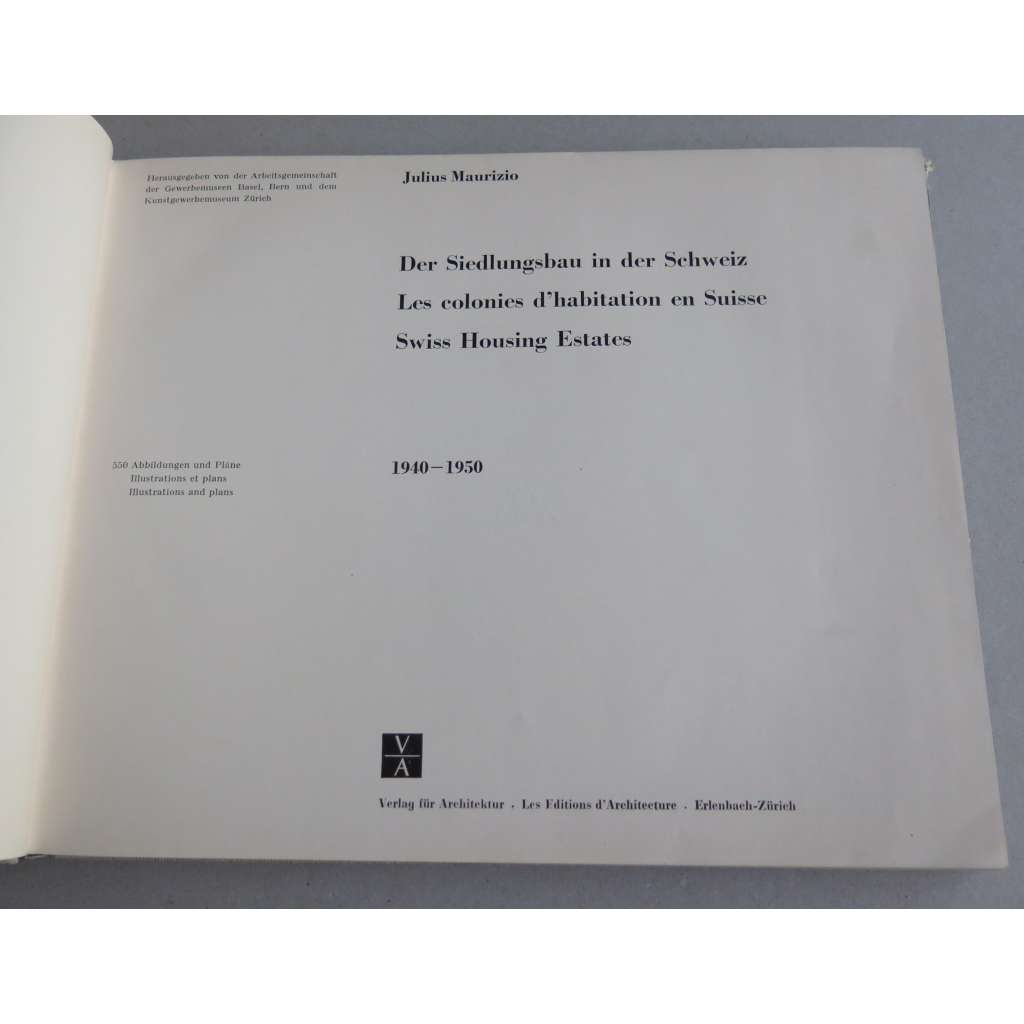 Herausgegeben von der Arbeitsgemeinschaft
der Gewerbemuseen Basel, Bern und dem
Kunstgewerbemuseum Zürich
Julius Maurizio
Der Siedlungsbau in der Schweiz
Les colonies d'habitation en Suisse
Swiss Housing Estates
550 Abbildungen und Pläne
Illustrations et plans
Illustrations and plans
1940–1950
V
A
Verlag für Architektur . Les Editions d'Architecture . Erlenbach-Zürich